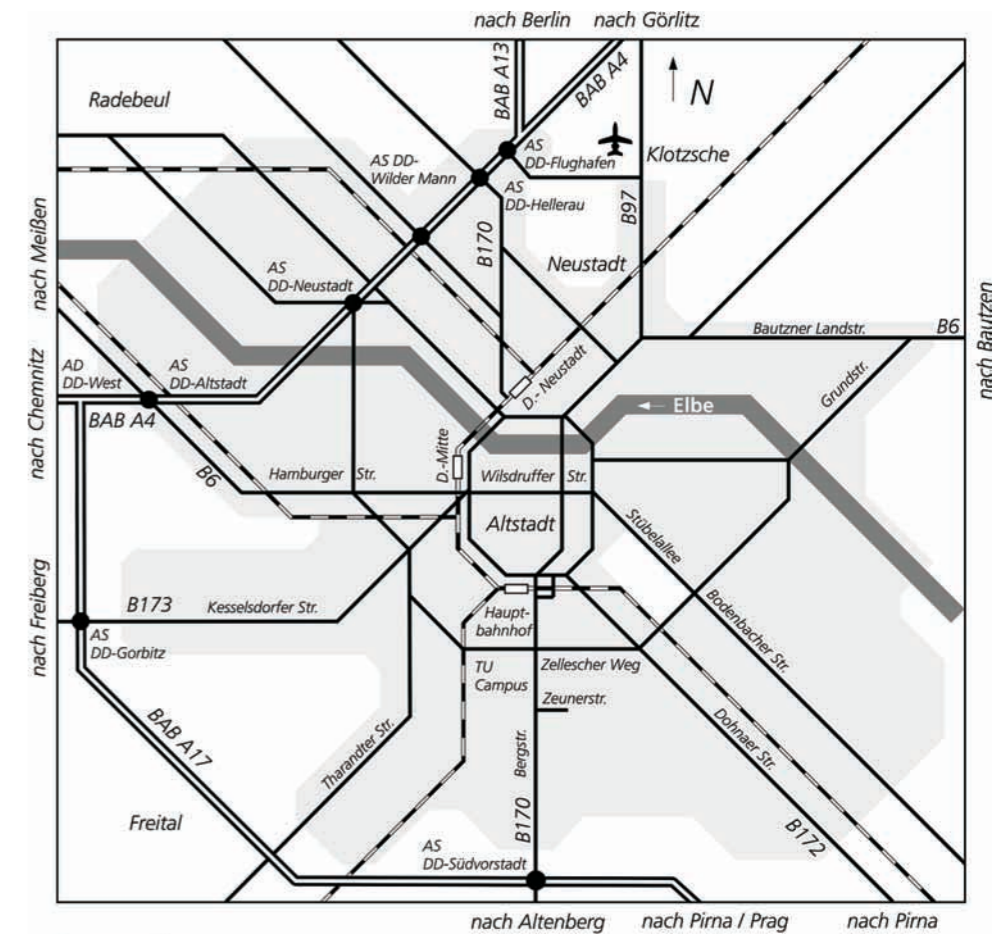 nach Berlin
nach Görlitz
BAB A13
BAB A4
N
Radebeul
AS
DD-Flughafen
Klotzsche
AS DD-
Wilder Mann
AS
DD-Hellerau
B97
B170
Neustadt
nach Meißen
AS
DD-Neustadt
Bautzner Landstr.
B6
nach Bautzen
AD
DD-West
AS
DD-Altstadt
D.- Neustadt
Grundstr.
nach Chemnitz
BAB A4
Elbe
B6
Hamburger Str.
D.-Mitte
Wilsdruffer Str.
Altstadt
Stübelallee
nach Freiberg
B173
Kesselsdorfer Str.
Haupt-
bahnhof
Bodenbacher Str.
AS
DD-Gorbitz
TU
Campus
Zellescher Weg
Zeunerstr.
BAB A17
Tharandter Str.
Bergstr.
Dohnaer Str.
Freital
B170
B172
AS
DD-Südvorstadt
nach Altenberg
nach Pirna / Prag
nach Pirna